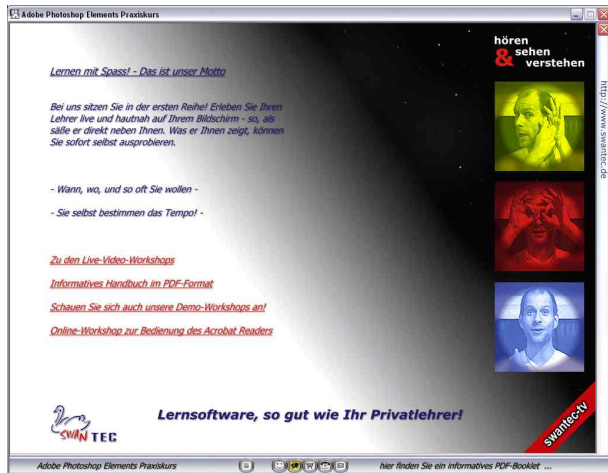 Adobe Photoshop Elements Praxiskurs
hören
& sehen
verstehen
http://www.swantec.de
Lernen mit Spass! - Das ist unser Motto
Bei uns sitzen Sie in der ersten Reihe! Erleben Sie Ihren
Lehrer live und hautnah auf Ihrem Bildschirm - so, als
säße er direkt neben Ihnen. Was er Ihnen zeigt, können
Sie sofort selbst ausprobieren.
- Wann, wo, und so oft Sie wollen -
- Sie selbst bestimmen das Tempo! -
Zu den Live-Video-Workshops
Informatives Handbuch im PDF-Format
Schauen Sie sich auch unsere Demo-Workshops an!
Online-Workshop zur Bedienung des Acrobat Readers
SWANTEC
Lernsoftware, so gut wie Ihr Privatlehrer!
swantec-tv
Adobe Photoshop Elements Praxiskurs
hier finden Sie ein informatives PDF-Booklet ...